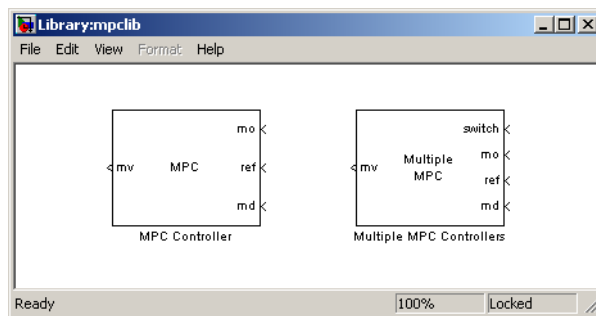 Library:mpclib
File Edit View Format Help
mo
mv MPC ref
md
MPC Controller
switch
mo
mv Multiple MPC
ref
md
Multiple MPC Controllers
Ready 100% Locked